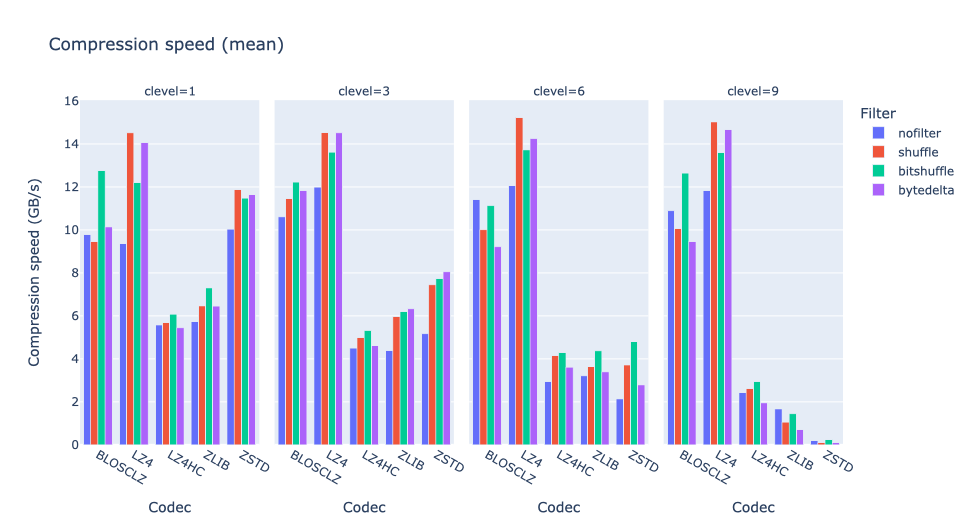 Compression speed (mean)
clevel=1
clevel=3
clevel=6
clevel=9
Compression speed (GB/s)
16
14
12
10
8
6
4
2
0
BLOSCLZ
LZ4
LZ4HC
ZLIB
ZSTD
BLOSCLZ
LZ4
LZ4HC
ZLIB
ZSTD
BLOSCLZ
LZ4
LZ4HC
ZLIB
ZSTD
BLOSCLZ
LZ4
LZ4HC
ZLIB
ZSTD
Codec
Codec
Codec
Codec
Filter
nofilter
shuffle
bitshuffle
bytedelta